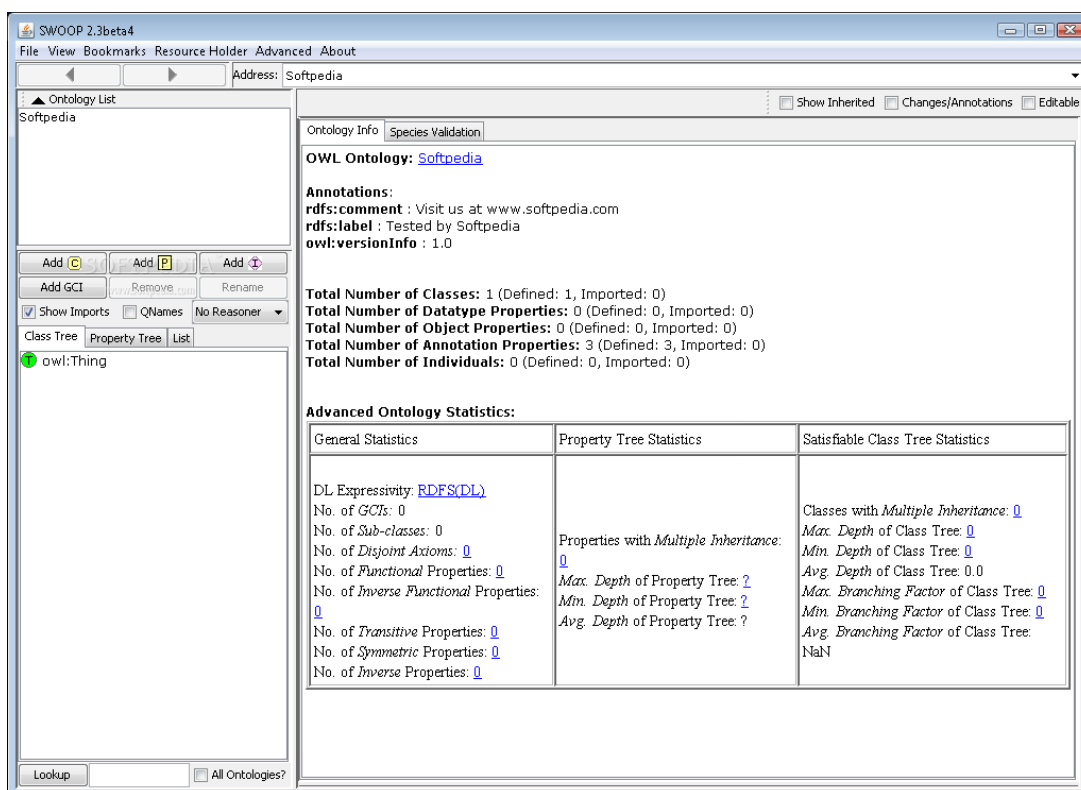 SWOOP 2.3beta4
File View Bookmarks Resource Holder Advanced About
Address: Softpedia
Ontology List
Softpedia
Show Inherited Changes/Annotations Editable
Ontology Info Species Validation
OWL Ontology: Softpedia
Annotations:
rdfs:comment : Visit us at www.softpedia.com
rdfs:label : Tested by Softpedia
owl:versionInfo : 1.0
Add C Add P Add I
SOFTPEDIA
Add GCI Remove Rename
www.softpedia.com
Show Imports QNames No Reasoner
Class Tree Property Tree List
T owl:Thing
Total Number of Classes: 1 (Defined: 1, Imported: 0)
Total Number of Datatype Properties: 0 (Defined: 0, Imported: 0)
Total Number of Object Properties: 0 (Defined: 0, Imported: 0)
Total Number of Annotation Properties: 3 (Defined: 3, Imported: 0)
Total Number of Individuals: 0 (Defined: 0, Imported: 0)
Advanced Ontology Statistics:
General Statistics
DL Expressivity: RDFS(DL)
No. of GCIs: 0
No. of Sub-classes: 0
No. of Disjoint Axioms: 0
No. of Functional Properties: 0
No. of Inverse Functional Properties:
0
No. of Transitive Properties: 0
No. of Symmetric Properties: 0
No. of Inverse Properties: 0
Property Tree Statistics
Properties with Multiple Inheritance:
0
Max. Depth of Property Tree: ?
Min. Depth of Property Tree: ?
Avg. Depth of Property Tree: ?
Satisfiable Class Tree Statistics
Classes with Multiple Inheritance: 0
Max. Depth of Class Tree: 0
Min. Depth of Class Tree: 0
Avg. Depth of Class Tree: 0.0
Max. Branching Factor of Class Tree: 0
Min. Branching Factor of Class Tree: 0
Avg. Branching Factor of Class Tree:
NaN
Lookup All Ontologies?